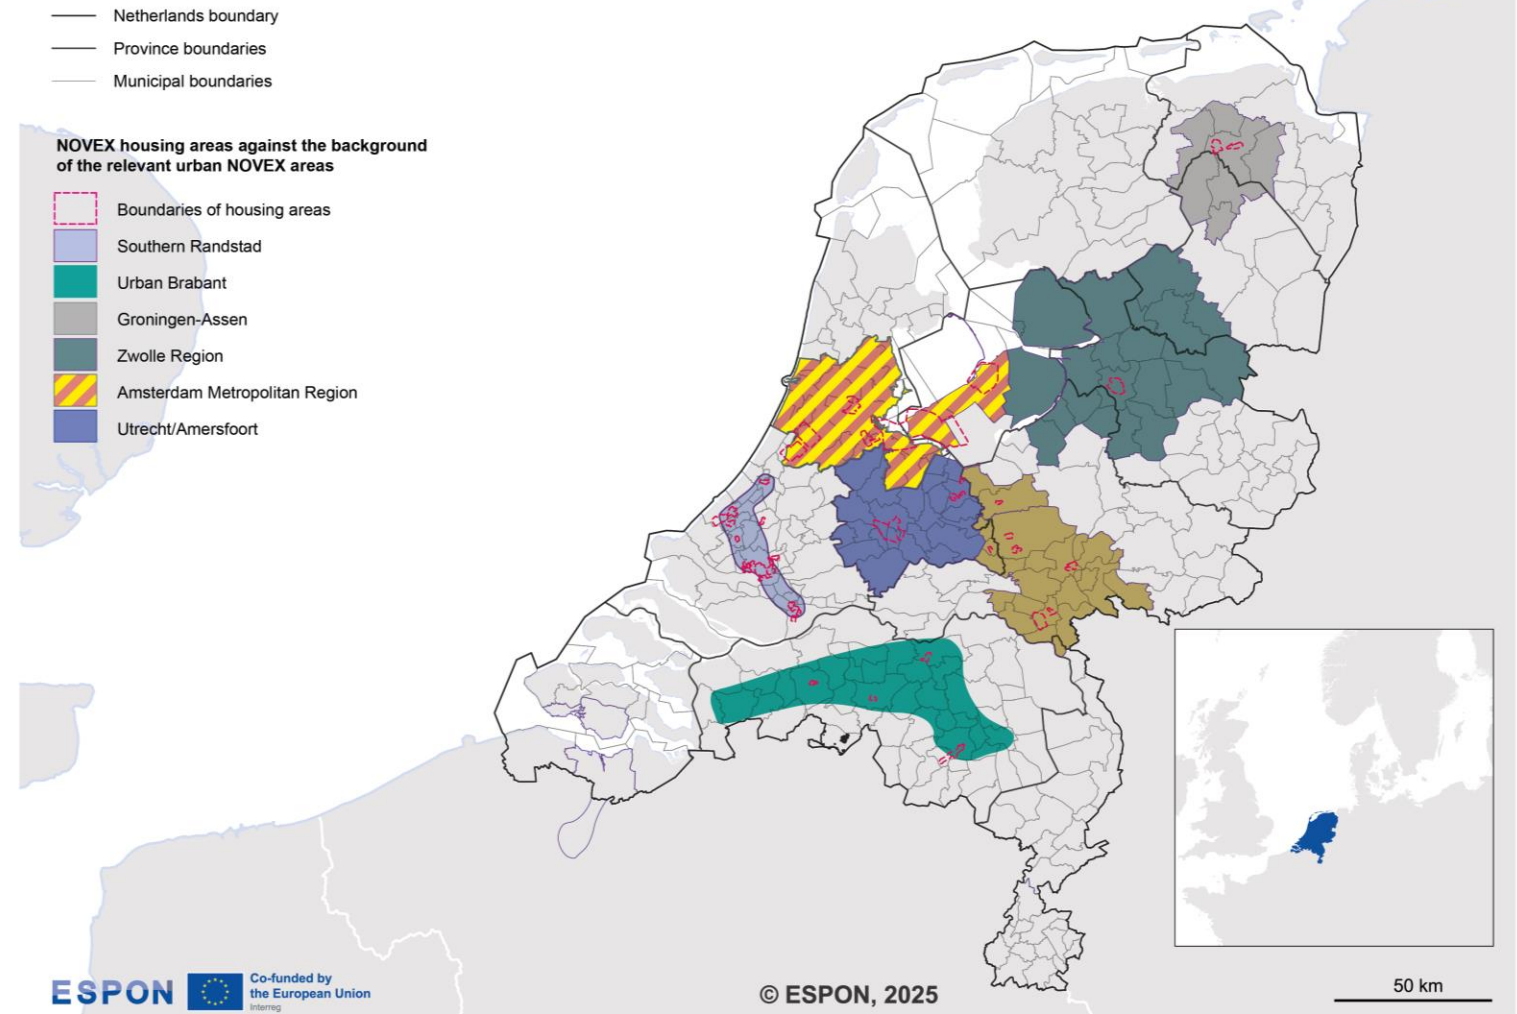 Netherlands boundary
Province boundaries
Municipal boundaries
NOVEX housing areas against the background
of the relevant urban NOVEX areas
Boundaries of housing areas
Southern Randstad
Urban Brabant
Groningen-Assen
Zwolle Region
Amsterdam Metropolitan Region
Utrecht/Amersfoort
ESPON
Co-funded by
the European Union
Interreg
© ESPON, 2025
50 km